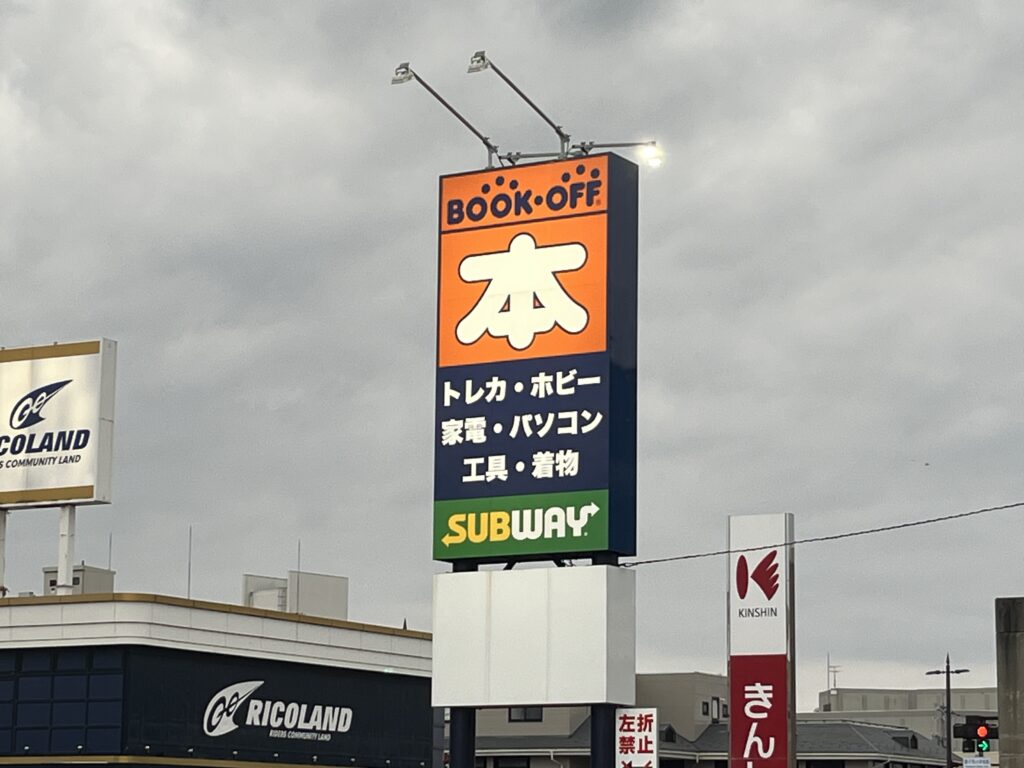 BOOK·OFF
本
トレカ・ホビー
家電・パソコン
工具・着物
SUBWAY
COLAND
S COMMUNITY LAND
RICOLAND
RIDERS COMMUNITY LAND
KINSHIN
きん
左折
禁止